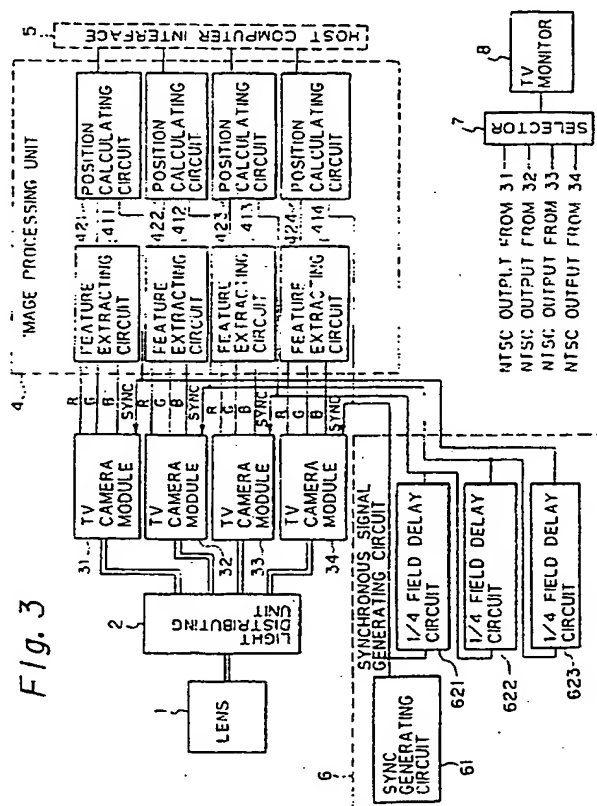 Fig. 3
1
LENS
2
LIGHT
DISTRIBUTING
UNIT
31
TV
CAMERA
MODULE
32
TV
CAMERA
MODULE
33
TV
CAMERA
MODULE
34
TV
CAMERA
MODULE
R
G
B
SYNC
R
G
B
SYNC
R
G
B
SYNC
R
G
B
SYNC
4
IMAGE PROCESSING UNIT
FEATURE
EXTRACTING
CIRCUIT
411
FEATURE
EXTRACTING
CIRCUIT
412
FEATURE
EXTRACTING
CIRCUIT
413
FEATURE
EXTRACTING
CIRCUIT
414
421
POSITION
CALCULATING
CIRCUIT
422
POSITION
CALCULATING
CIRCUIT
423
POSITION
CALCULATING
CIRCUIT
424
POSITION
CALCULATING
CIRCUIT
5
HOST COMPUTER INTERFACE
6
SYNCHRONOUS SIGNAL
GENERATING CIRCUIT
SYNC
GENERATING
CIRCUIT
61
1/4 FIELD DELAY
CIRCUIT
621
1/4 FIELD DELAY
CIRCUIT
622
1/4 FIELD DELAY
CIRCUIT
623
NTSC OUTPUT FROM 31
NTSC OUTPUT FROM 32
NTSC OUTPUT FROM 33
NTSC OUTPUT FROM 34
7
SELECTOR
8
TV
MONITOR